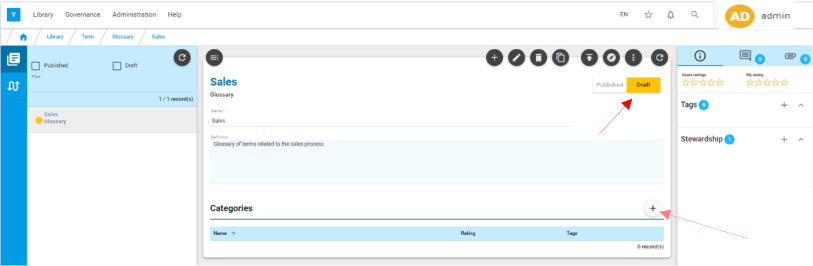 Y Library Governance Administration Help EN AD admin
Library Term Glossary Sales
Published Draft
Filter
1 / 1 record(s)
Sales
Glossary
Sales
Glossary
Published Draft
Name *
Sales
Definition
Glossary of terms related to the sales process
Categories
Name Rating Tags
0 record(s)
0 0
Users ratings My rating
Tags 0
Stewardship 1